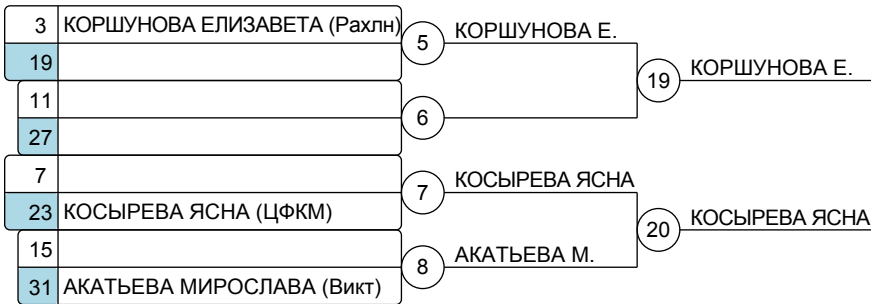 3 КОРШУНОВА ЕЛИЗАВЕТА (Рахлн)
5 КОРШУНОВА Е.
19
19 КОРШУНОВА Е.
11
6
27
7
7 КОСЫРЕВА ЯСНА
23 КОСЫРЕВА ЯСНА (ЦФКМ)
20 КОСЫРЕВА ЯСНА
15
8 АКАТЬЕВА М.
31 АКАТЬЕВА МИРОСЛАВА (Викт)